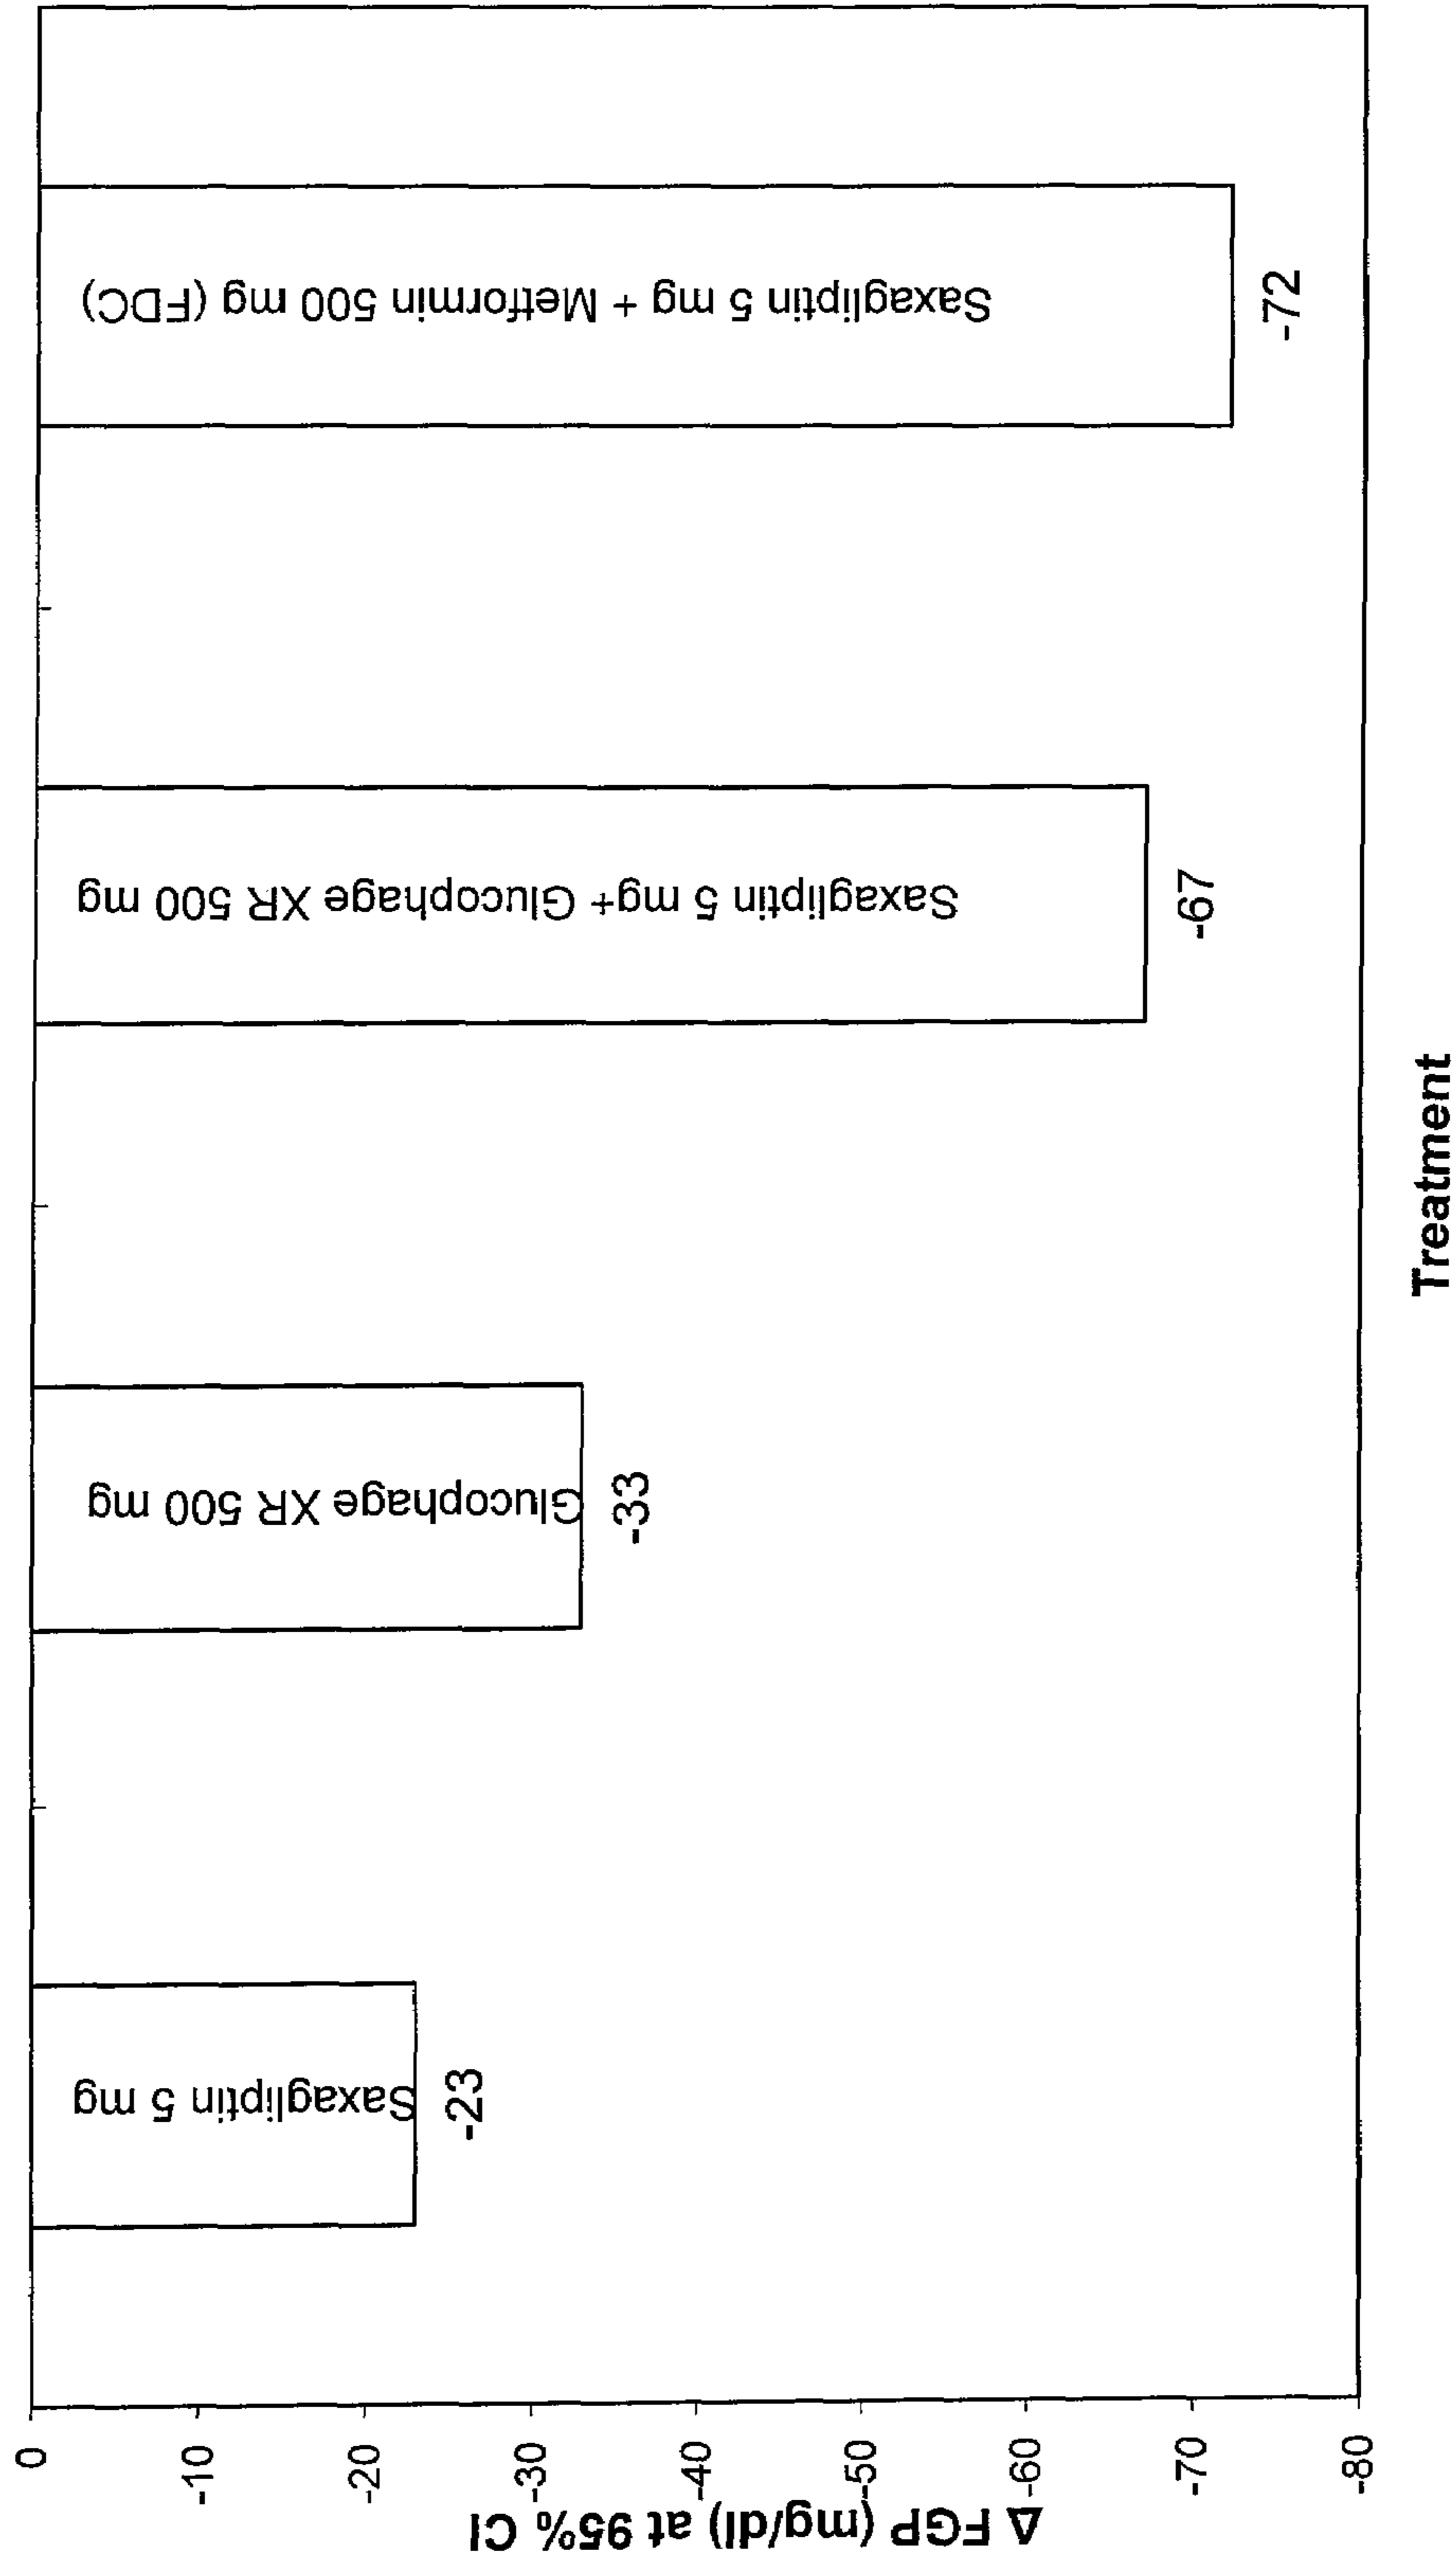 Δ FGP (mg/dl) at 95% CI
0
-10
-20
-30
-40
-50
-60
-70
-80
Saxagliptin 5 mg
-23
Glucophage XR 500 mg
-33
Saxagliptin 5 mg+ Glucophage XR 500 mg
-67
Saxagliptin 5 mg + Metformin 500 mg (FDC)
-72
Treatment